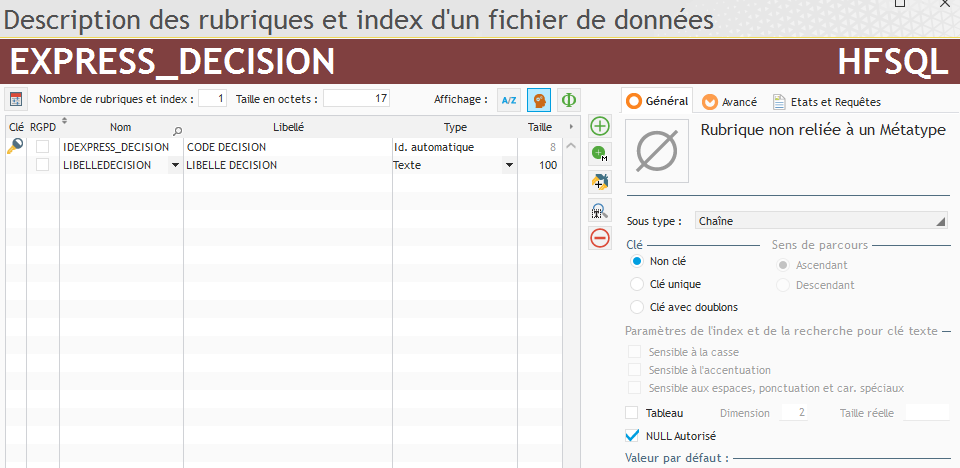 Description des rubriques et index d'un fichier de données
EXPRESS_DECISION HFSQL
Nombre de rubriques et index : 1 Taille en octets : 17 Affichage : A/Z
Général Avancé Etats et Requêtes
Clé RGPD Nom Libellé Type Taille
IDEXPRESS_DECISION CODE DECISION Id. automatique 8
LIBELLEDECISION LIBELLE DECISION Texte 100
M
Rubrique non reliée à un Métatype
Sous type : Chaîne
Clé Sens de parcours
Non clé Ascendant
Clé unique Descendant
Clé avec doublons
Paramètres de l'index et de la recherche pour clé texte
Sensible à la casse
Sensible à l'accentuation
Sensible aux espaces, ponctuation et car. spéciaux
Tableau Dimension 2 Taille réelle
NULL Autorisé
Valeur par défaut :